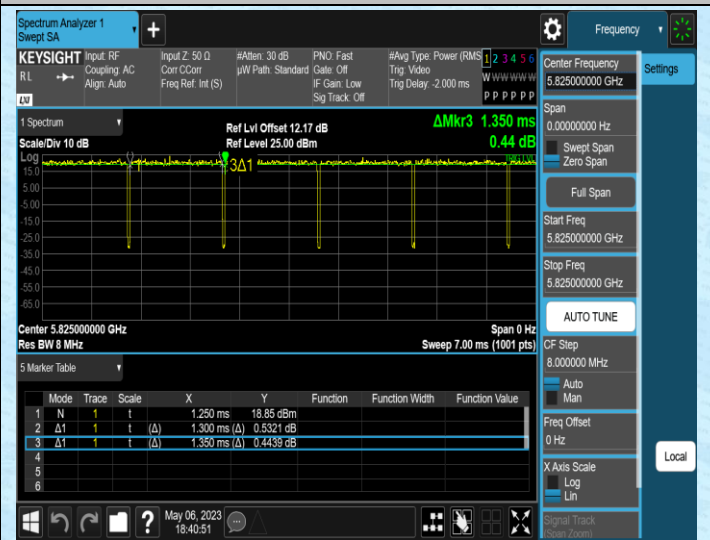 Spectrum Analyzer 1
Swept SA
Frequency
KEYSIGHT
RL
Input: RF
Coupling: AC
Align: Auto
Input Z: 50 Ω
Corr CCorr
Freq Ref: Int (S)
#Atten: 30 dB
µW Path: Standard
PNO: Fast
Gate: Off
IF Gain: Low
Sig Track: Off
#Avg Type: Power (RMS
Trig: Video
Trig Delay: -2.000 ms
1 2 3 4 5 6
W W W W W W
P P P P P P
LXI
1 Spectrum
Scale/Div 10 dB
Ref Lvl Offset 12.17 dB
Ref Level 25.00 dBm
ΔMkr3 1.350 ms
0.44 dB
Log
3Δ1
15.0
5.00
-5.00
-15.0
-25.0
-35.0
-45.0
-55.0
-65.0
Center 5.825000000 GHz
Res BW 8 MHz
Span 0 Hz
Sweep 7.00 ms (1001 pts)
5 Marker Table
Mode Trace Scale X Y Function Function Width Function Value
1 N 1 t 1.250 ms 18.85 dBm
2 Δ1 1 t (Δ) 1.300 ms (Δ) 0.5321 dB
3 Δ1 1 t (Δ) 1.350 ms (Δ) 0.4439 dB
4
5
6
May 06, 2023
18:40:51
Center Frequency
5.825000000 GHz
Settings
Span
0.00000000 Hz
Swept Span
Zero Span
Full Span
Start Freq
5.825000000 GHz
Stop Freq
5.825000000 GHz
AUTO TUNE
CF Step
8.000000 MHz
Auto
Man
Freq Offset
0 Hz
X Axis Scale
Log
Lin
Signal Track
(Span Zoom)
Local